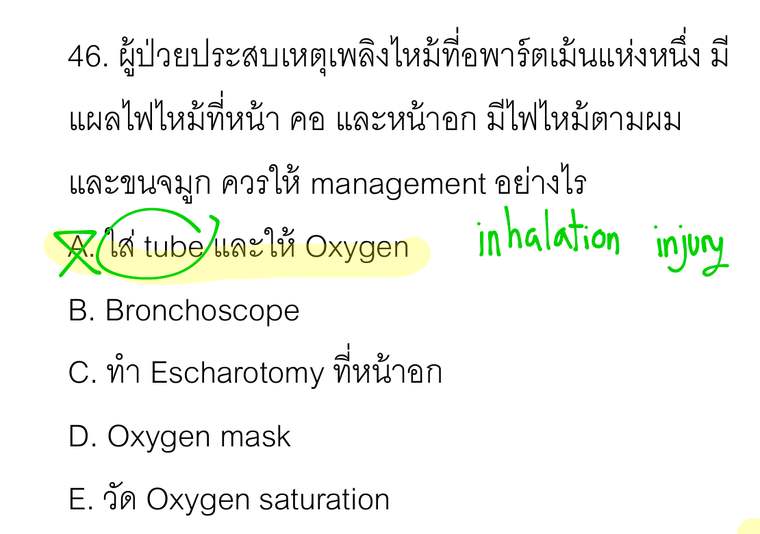 46. ผู้ป่วยประสบเหตุเพลิงไหม้ที่อพาร์ตเม้นแห่งหนึ่ง มี
แผลไฟไหม้ที่หน้า คอ และหน้าอก มีไฟไหม้ตามผม
และขนจมูก ควรให้ management อย่างไร
A. ใส่ tube และให้ Oxygen inhalation injury
B. Bronchoscope
C. ทำ Escharotomy ที่หน้าอก
D. Oxygen mask
E. วัด Oxygen saturation